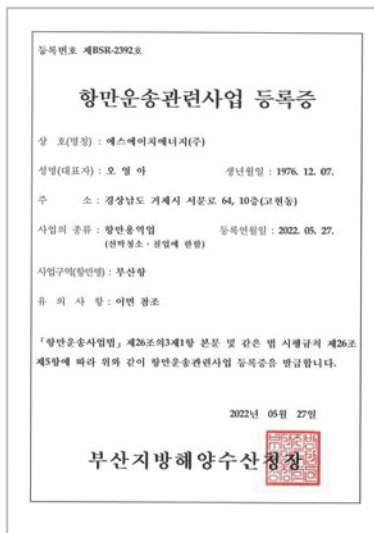 등록번호 제BSR-2392호
항만운송관련사업 등록증
상 호(명칭) : 에스에이치에너지(주)
성명(대표자) : 오 영 아 생년월일 : 1976. 12. 07.
주 소 : 경상남도 거제시 서문로 64, 10층(고현동)
사업의 종류 : 항만용역업 등록연월일 : 2022. 05. 27.
(선박청소 · 줄잡이에 한함)
사업구역(항만명) : 부산항
유 의 사 항 : 이면 참조
「항만운송사업법」 제26조의3제1항 본문 및 같은 법 시행규칙 제26조
제5항에 따라 위와 같이 항만운송관련사업 등록증을 발급합니다.
2022년 05월 27일
부산지방해양수산청장